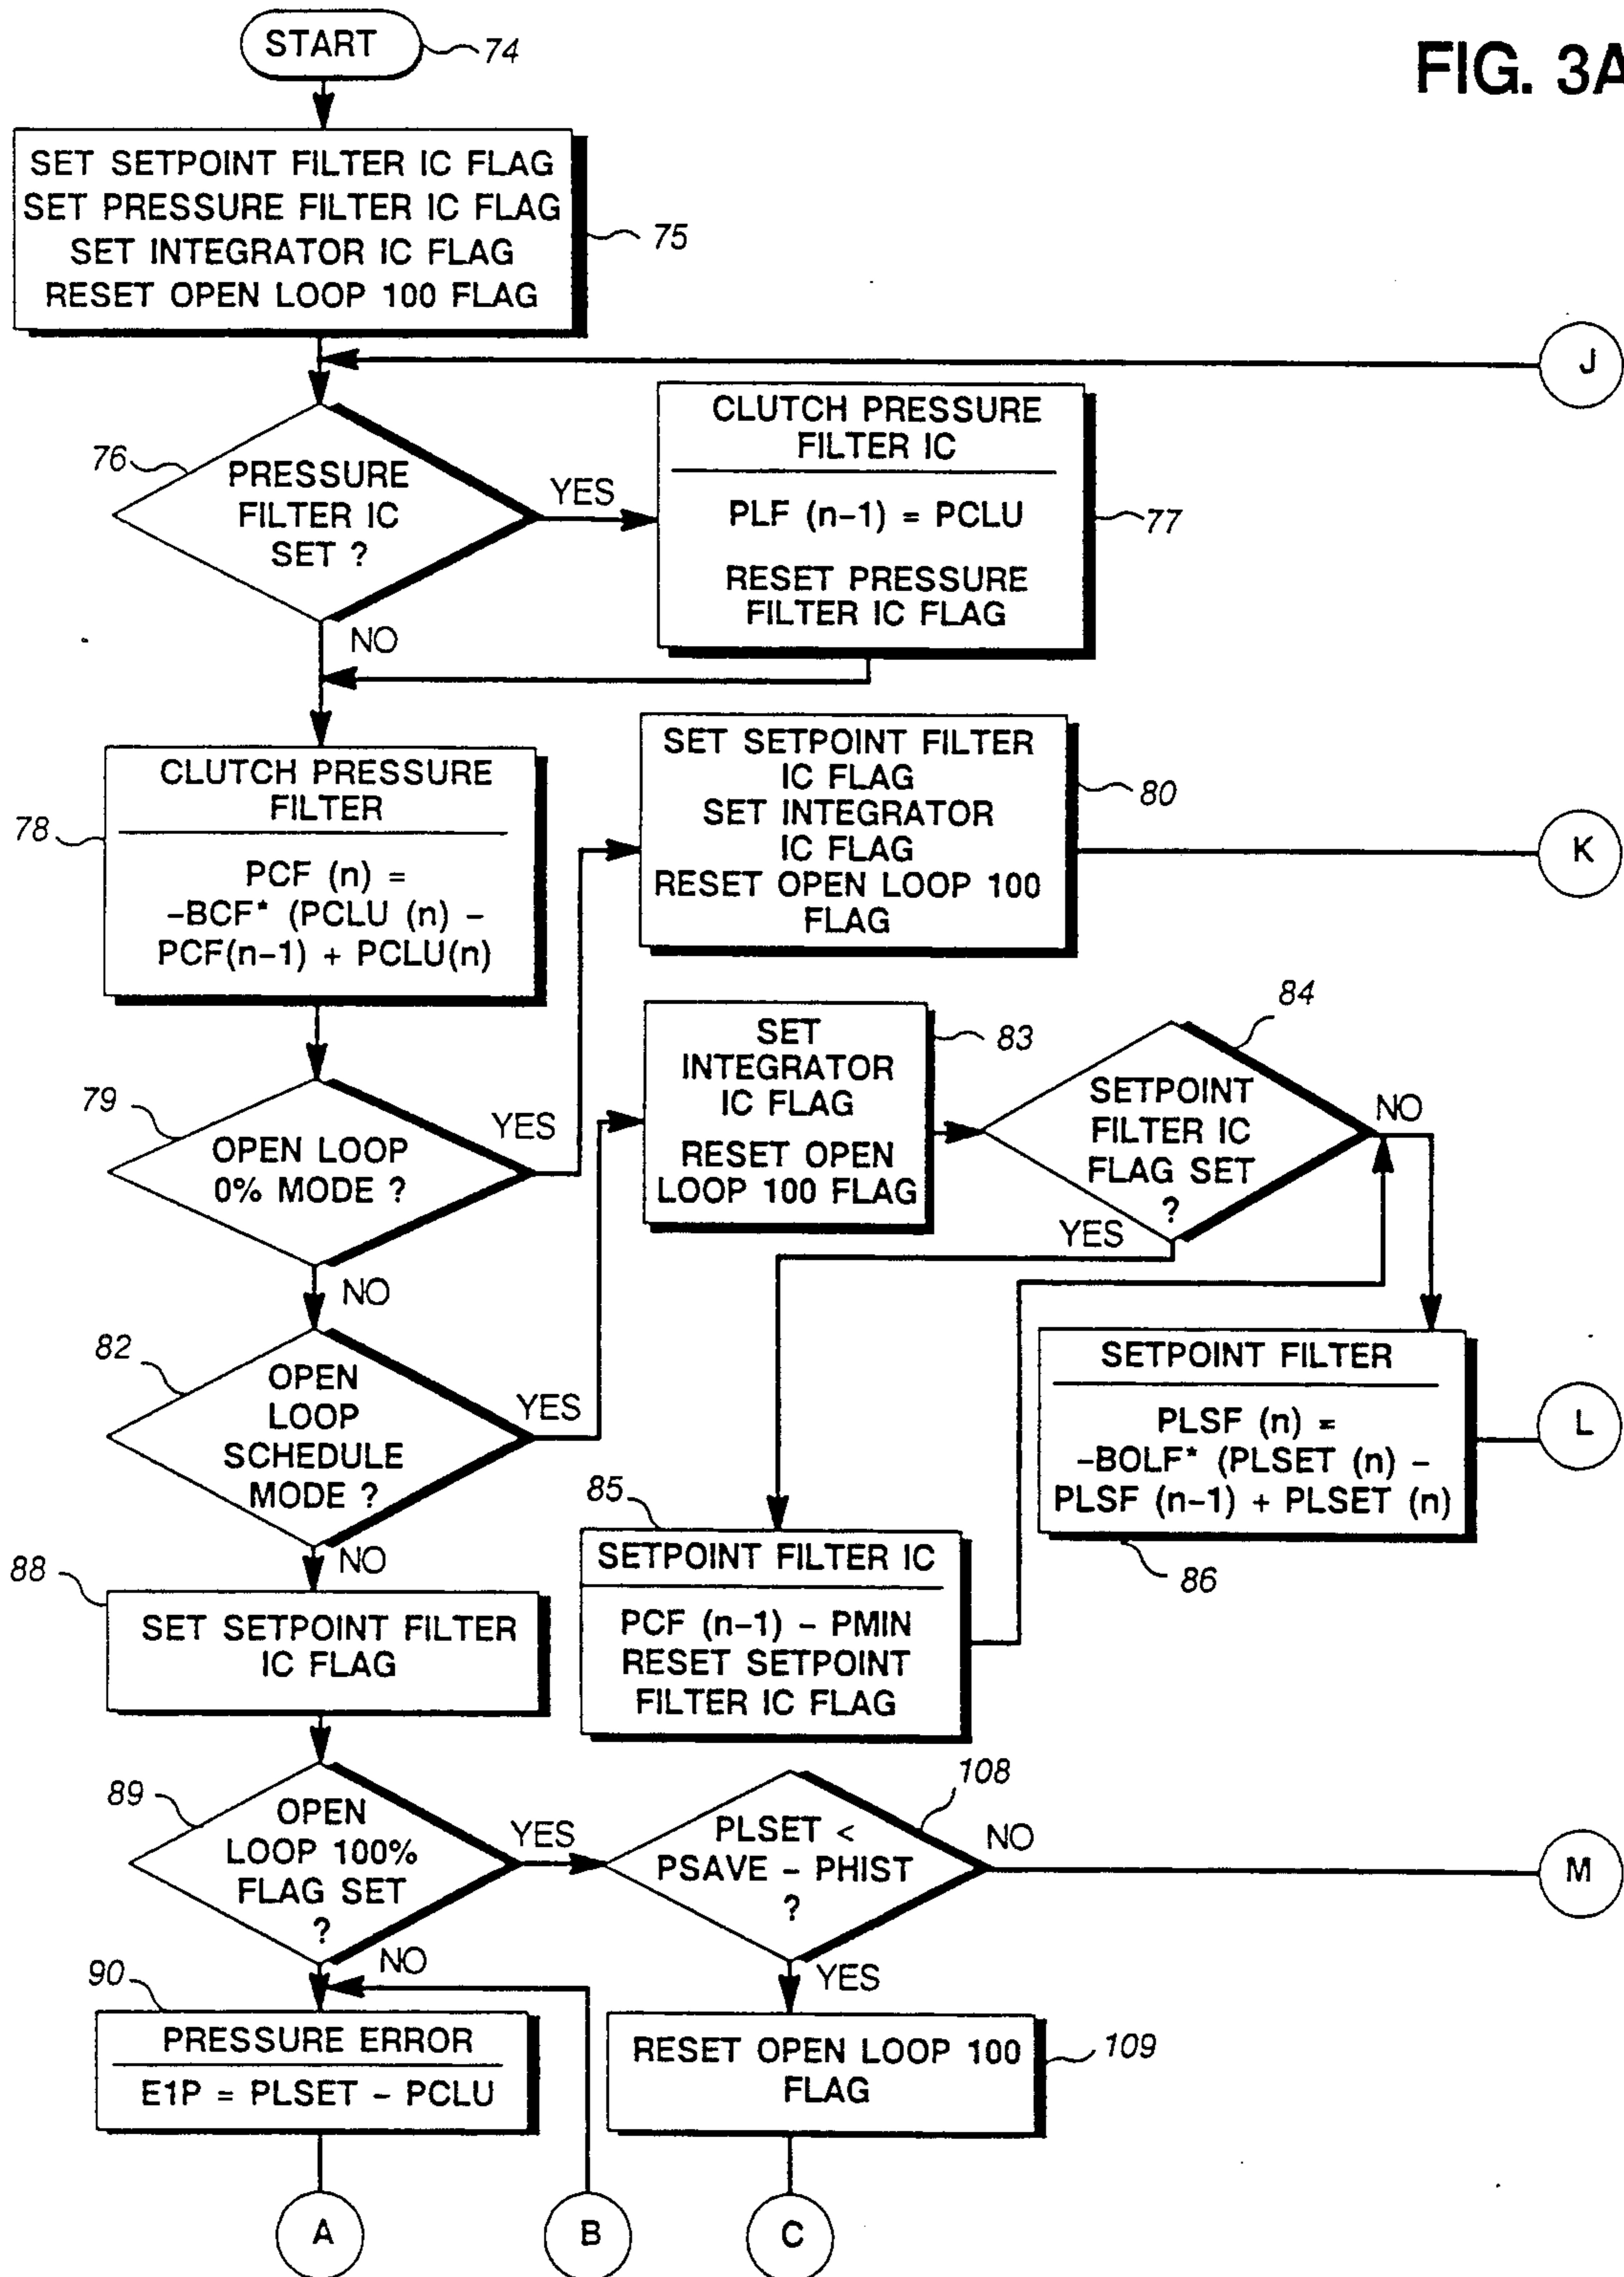 FIG. 3A
START
74
SET SETPOINT FILTER IC FLAG
SET PRESSURE FILTER IC FLAG
SET INTEGRATOR IC FLAG
RESET OPEN LOOP 100 FLAG
75
J
76
PRESSURE
FILTER IC
SET ?
YES
NO
CLUTCH PRESSURE
FILTER IC
PLF (n-1) = PCLU
RESET PRESSURE
FILTER IC FLAG
77
78
CLUTCH PRESSURE
FILTER
PCF (n) =
-BCF* (PCLU (n) -
PCF(n-1) + PCLU(n)
SET SETPOINT FILTER
IC FLAG
SET INTEGRATOR
IC FLAG
RESET OPEN LOOP 100
FLAG
80
K
79
OPEN LOOP
0% MODE ?
YES
NO
SET
INTEGRATOR
IC FLAG
RESET OPEN
LOOP 100 FLAG
83
84
SETPOINT
FILTER IC
FLAG SET
?
NO
YES
82
OPEN
LOOP
SCHEDULE
MODE ?
YES
NO
SETPOINT FILTER
PLSF (n) =
-BOLF* (PLSET (n) -
PLSF (n-1) + PLSET (n)
86
L
85
SETPOINT FILTER IC
PCF (n-1) - PMIN
RESET SETPOINT
FILTER IC FLAG
88
SET SETPOINT FILTER
IC FLAG
89
OPEN
LOOP 100%
FLAG SET
?
YES
NO
108
PLSET <
PSAVE - PHIST
?
NO
YES
M
90
PRESSURE ERROR
E1P = PLSET - PCLU
RESET OPEN LOOP 100
FLAG
109
A
B
C